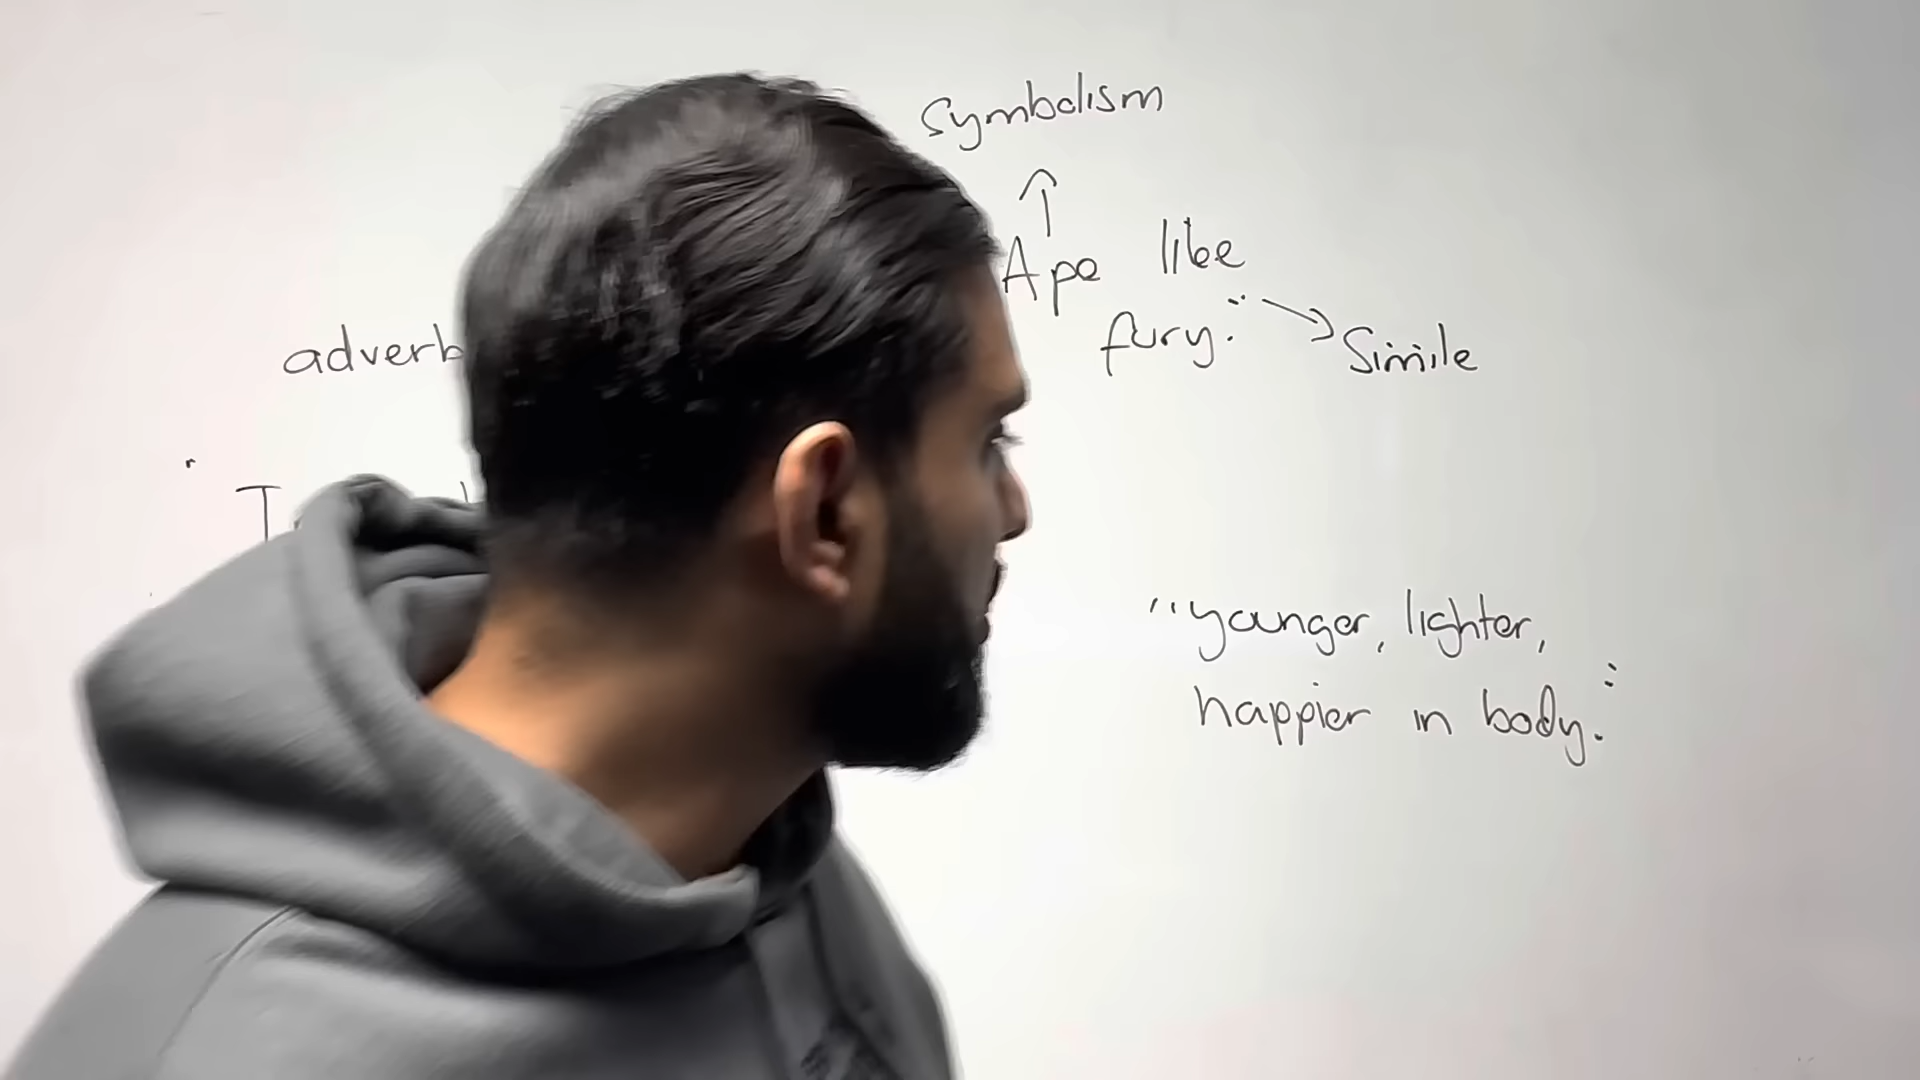 Symbolism
Ape like
fury."
Simile
adverb
"younger, lighter,
happier in body."